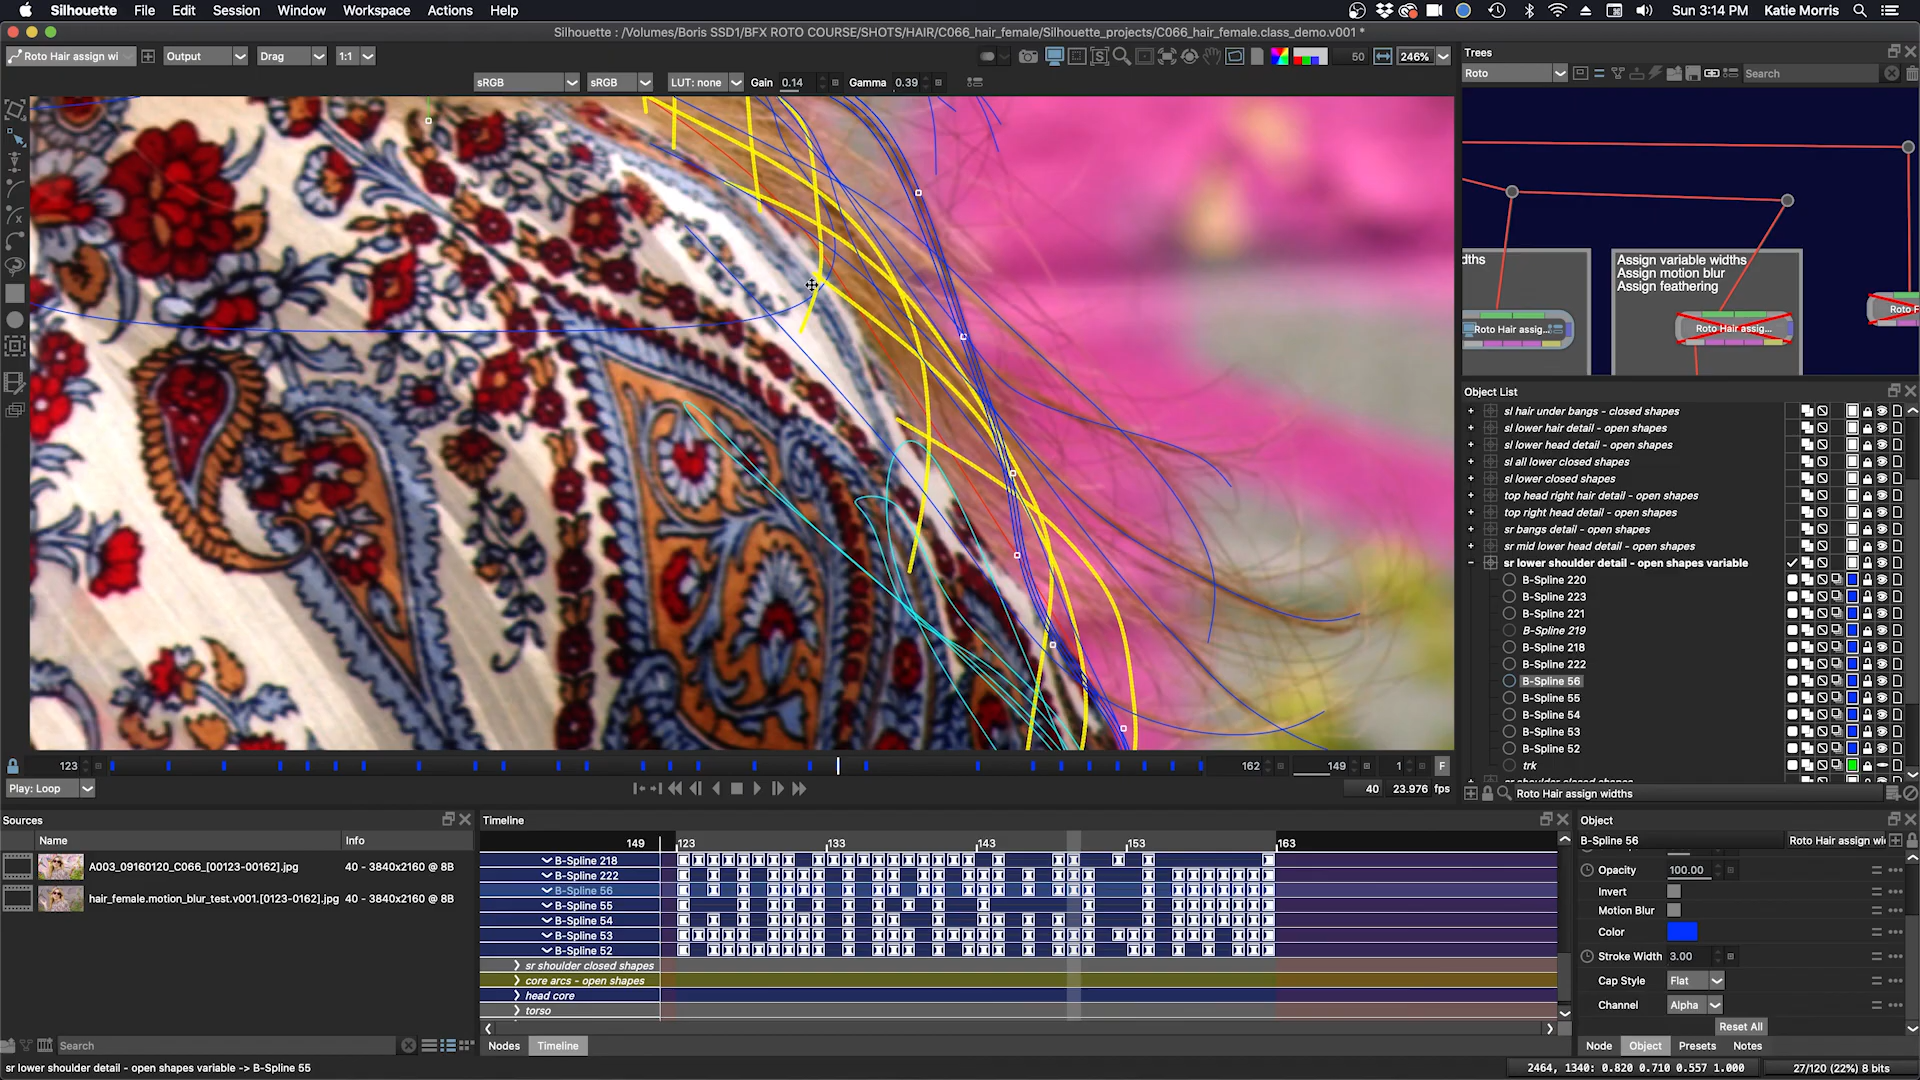 Silhouette File Edit Session Window Workspace Actions Help
Sun 3:14 PM Katie Morris
Silhouette : /Volumes/Boris SSD1/BFX ROTO COURSE/SHOTS/HAIR/C066_hair_female/Silhouette_projects/C066_hair_female.class_demo.v001 *
Roto Hair assign wi Output Drag 1:1
50 246%
sRGB sRGB LUT: none Gain 0.14 Gamma 0.39
Trees
Roto Search
dths
Assign variable widths
Assign motion blur
Assign feathering
Roto Hair assig...
Roto Hair assig...
Roto F
Object List
sl hair under bangs - closed shapes
sl lower hair detail - open shapes
sl lower head detail - open shapes
sl all lower closed shapes
sl lower closed shapes
top head right hair detail - open shapes
top right head detail - open shapes
sr bangs detail - open shapes
sr mid lower head detail - open shapes
sr lower shoulder detail - open shapes variable
B-Spline 220
B-Spline 223
B-Spline 221
B-Spline 219
B-Spline 218
B-Spline 222
B-Spline 56
B-Spline 55
B-Spline 54
B-Spline 53
B-Spline 52
trk
Roto Hair assign widths
123 162 149 1 F
Play: Loop
40 23.976 fps
Sources
Name Info
A003_09160120_C066_[00123-00162].jpg 40 - 3840x2160 @ 8B
hair_female.motion_blur_test.v001.[0123-0162].jpg 40 - 3840x2160 @ 8B
Search
Timeline
149 123 133 143 153 163
B-Spline 218
B-Spline 222
B-Spline 56
B-Spline 55
B-Spline 54
B-Spline 53
B-Spline 52
sr shoulder closed shapes
core arcs - open shapes
head core
torso
Nodes Timeline
Object
B-Spline 56 Roto Hair assign wi
Opacity 100.00
Invert
Motion Blur
Color
Stroke Width 3.00
Cap Style Flat
Channel Alpha
Reset All
Node Object Presets Notes
sr lower shoulder detail - open shapes variable -> B-Spline 55
2464, 1340: 0.820 0.710 0.557 1.000
27/120 (22%) 8 bits